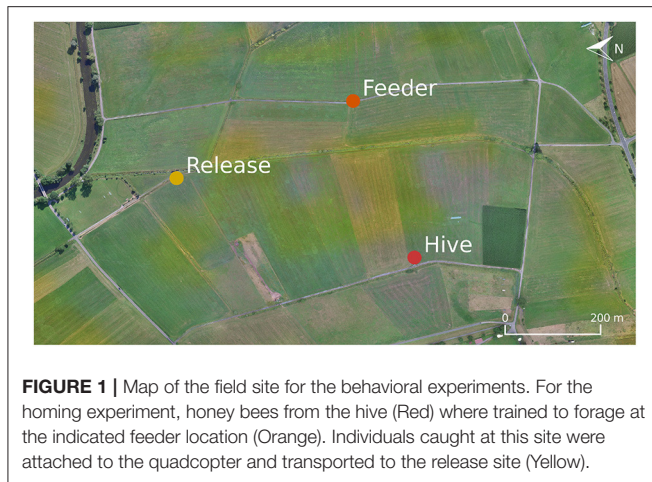 N
Feeder
Release
Hive
0 200 m
FIGURE 1 | Map of the field site for the behavioral experiments. For the
homing experiment, honey bees from the hive (Red) where trained to forage at
the indicated feeder location (Orange). Individuals caught at this site were
attached to the quadcopter and transported to the release site (Yellow).